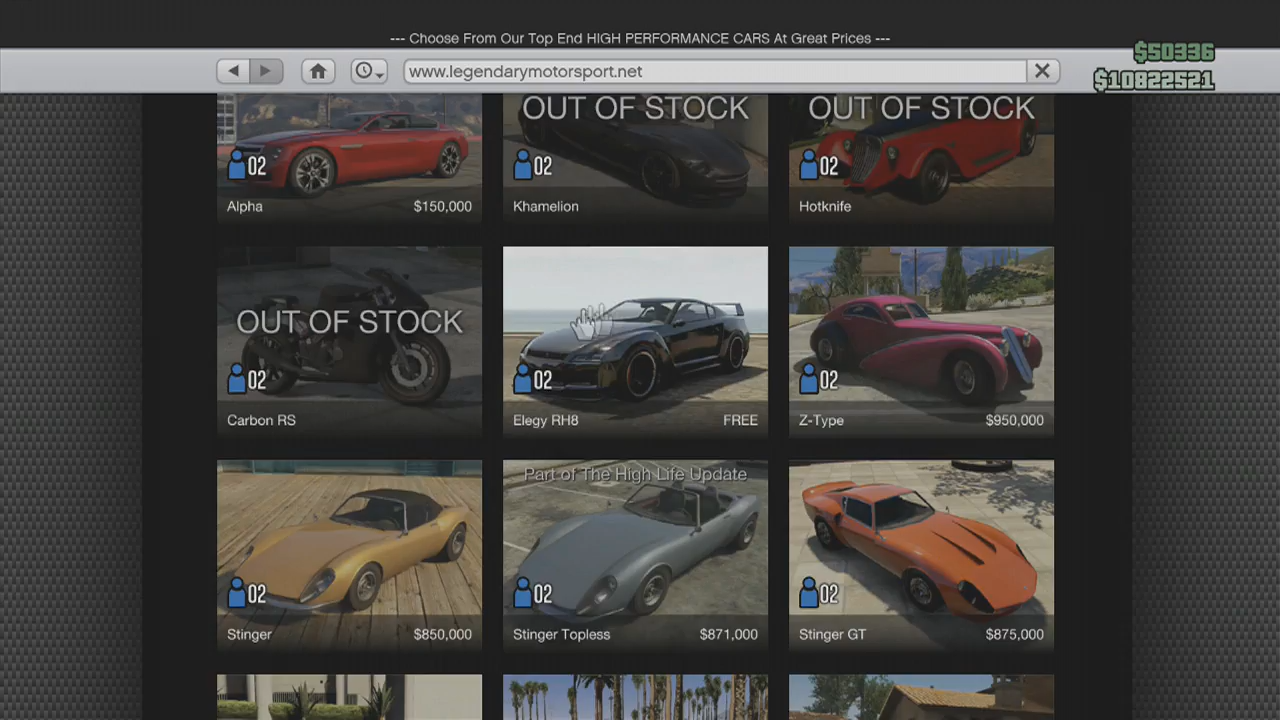 --- Choose From Our Top End HIGH PERFORMANCE CARS At Great Prices ---
$50336
www.legendarymotorsport.net
$10822521
OUT OF STOCK
OUT OF STOCK
02
02
02
Alpha
$150,000
Khamelion
Hotknife
OUT OF STOCK
02
02
02
Carbon RS
Elegy RH8
FREE
Z-Type
$950,000
Part of The High Life Update
02
02
02
Stinger
$850,000
Stinger Topless
$871,000
Stinger GT
$875,000